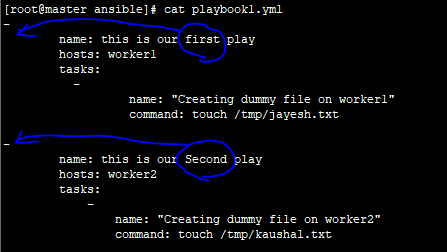 [root@master ansible]# cat playbook1.yml
-
name: this is our first play
hosts: worker1
tasks:
-
name: "Creating dummy file on worker1"
command: touch /tmp/jayesh.txt
-
name: this is our Second play
hosts: worker2
tasks:
-
name: "Creating dummy file on worker2"
command: touch /tmp/kaushal.txt